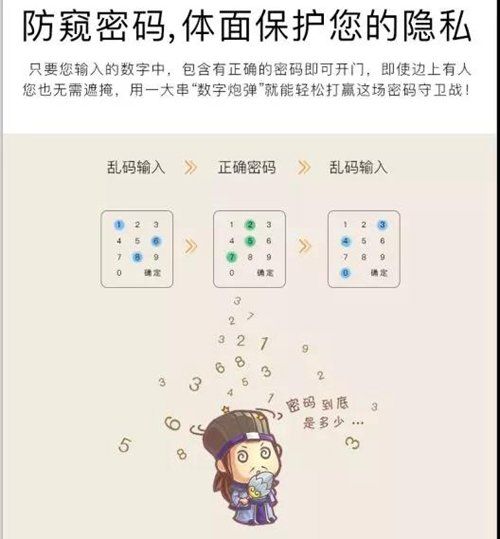 防窥密码,体面保护您的隐私
只要您输入的数字中，包含有正确的密码即可开门，即使边上有人
您也无需遮掩，用一大串“数字炮弹”就能轻松打赢这场密码守卫战！
乱码输入 >> 正确密码 >> 乱码输入
1 2 3 1 2 3 1 2 3
4 5 6 >> 4 5 6 >> 4 5 6
7 8 9 7 8 9 7 8 9
0 确定 0 确定 0 确定
3
2 7
3 2 1 9
6 8
3 5 3
4 1
密码到底
3
6 是多少...
5 3
8